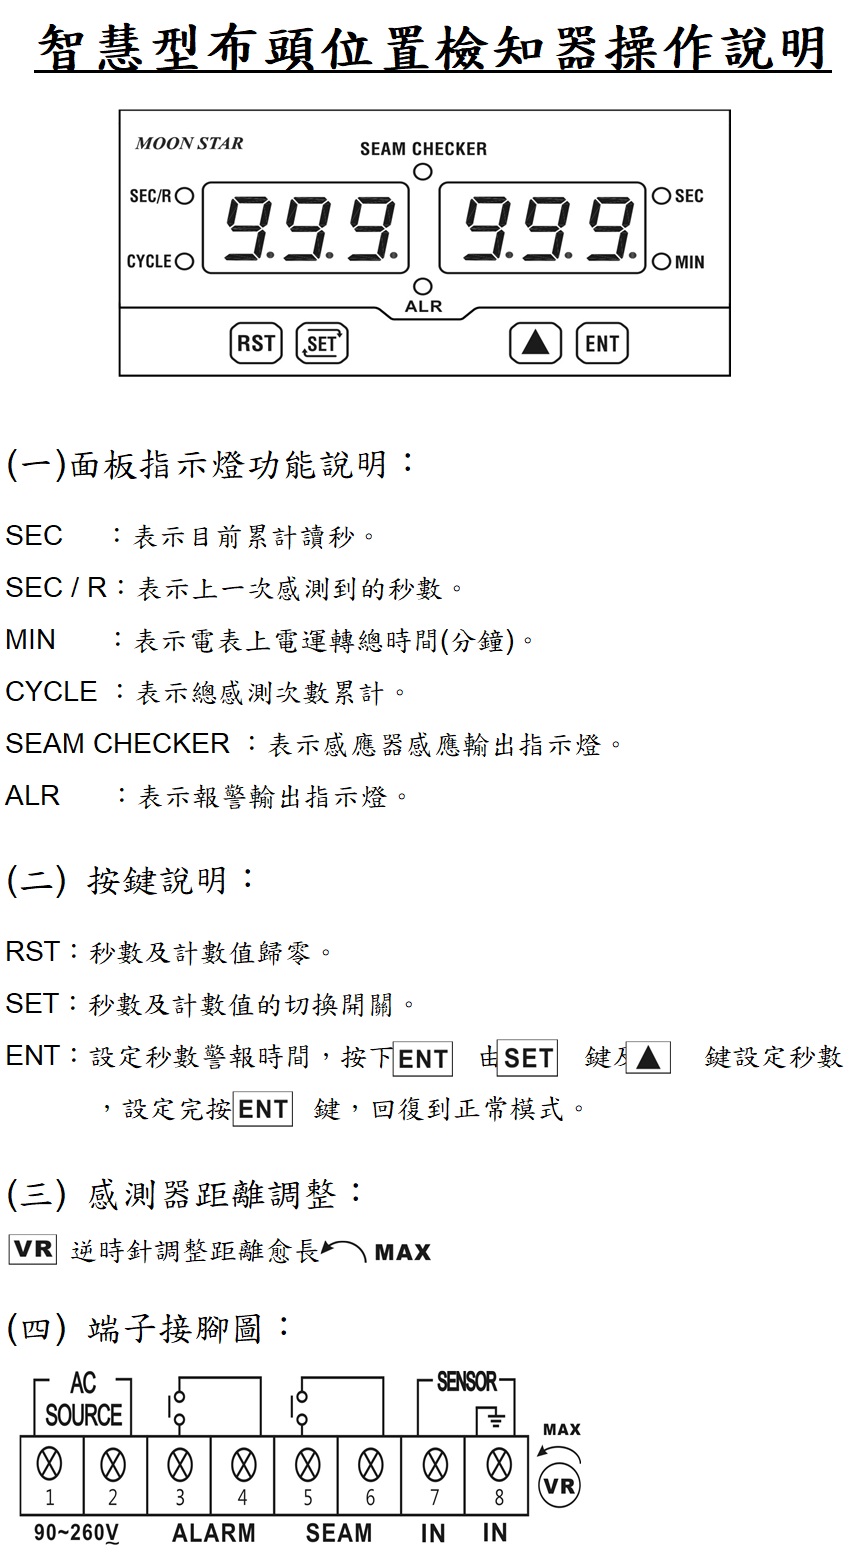 智慧型布頭位置檢知器操作說明
MOON STAR
SEAM CHECKER
SEC/R
9.9.9.
9.9.9.
SEC
CYCLE
MIN
ALR
RST
SET
▲
ENT
(一)面板指示燈功能說明：
SEC ：表示目前累計讀秒。
SEC / R：表示上一次感測到的秒數。
MIN ：表示電表上電運轉總時間(分鐘)。
CYCLE ：表示總感測次數累計。
SEAM CHECKER ：表示感應器感應輸出指示燈。
ALR ：表示報警輸出指示燈。
(二) 按鍵說明：
RST：秒數及計數值歸零。
SET：秒數及計數值的切換開關。
ENT：設定秒數警報時間，按下ENT 由SET 鍵及▲ 鍵設定秒數
，設定完按ENT 鍵，回復到正常模式。
(三) 感測器距離調整：
VR 逆時針調整距離愈長 MAX
(四) 端子接腳圖：
AC
SOURCE
SENSOR
MAX
1 2 3 4 5 6 7 8
VR
90~260V ALARM SEAM IN IN